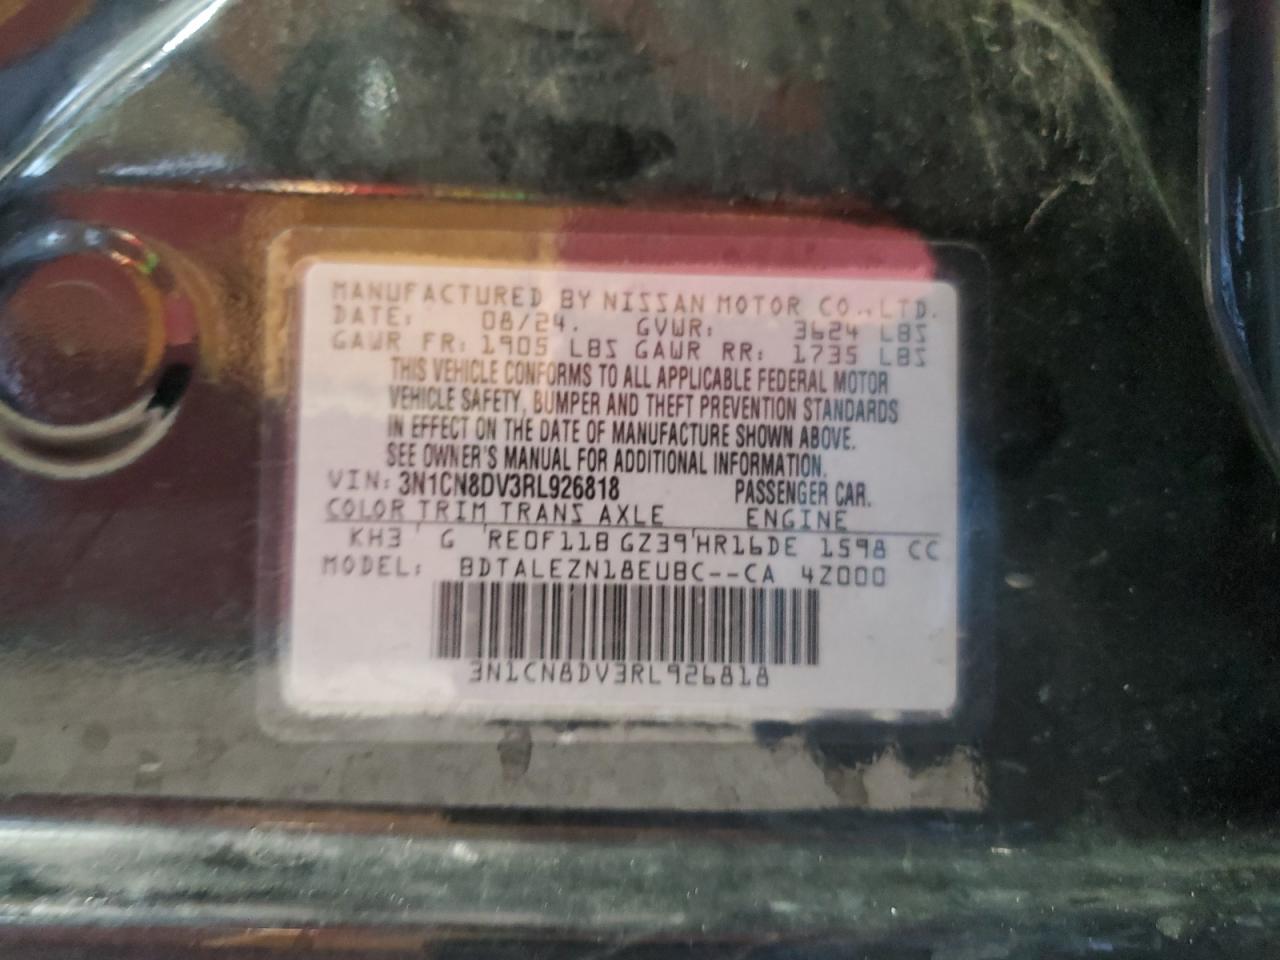 MANUFACTURED BY NISSAN MOTOR CO.,LTD.
DATE: 08/24. GVWR: 3624 LBS
GAWR FR: 1905 LBS GAWR RR: 1735 LBS
THIS VEHICLE CONFORMS TO ALL APPLICABLE FEDERAL MOTOR
VEHICLE SAFETY, BUMPER AND THEFT PREVENTION STANDARDS
IN EFFECT ON THE DATE OF MANUFACTURE SHOWN ABOVE.
SEE OWNER'S MANUAL FOR ADDITIONAL INFORMATION.
VIN: 3N1CN8DV3RL926818 PASSENGER CAR.
COLOR TRIM TRANS AXLE ENGINE
KH3 ' G 'RE0F11B GZ39'HR16DE 1598 CC
MODEL: BDTALEZN18EUBC--CA 4Z000
3N1CN8DV3RL926818